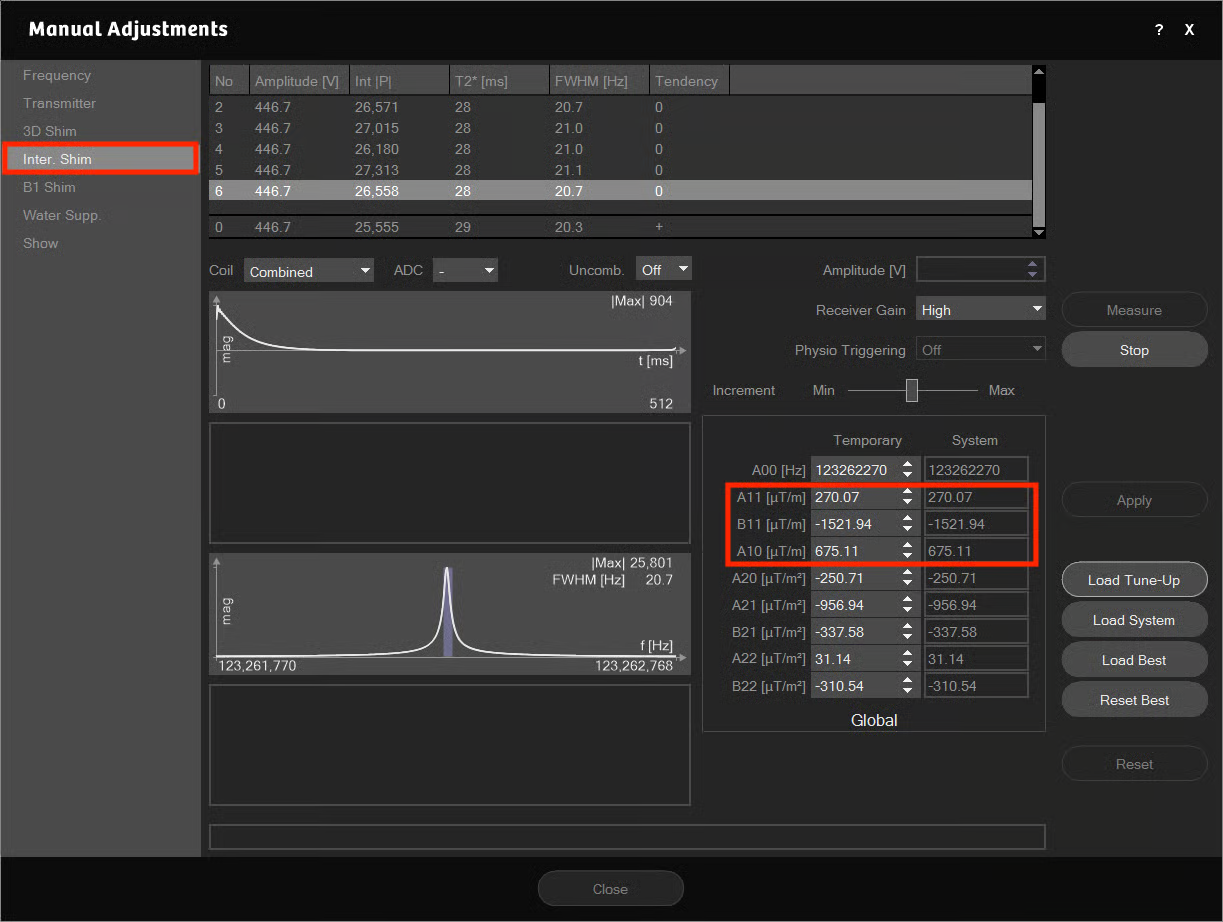 Manual Adjustments
? X
Frequency
Transmitter
3D Shim
Inter. Shim
B1 Shim
Water Supp.
Show
No Amplitude [V] Int |P| T2* [ms] FWHM [Hz] Tendency
2 446.7 26,571 28 20.7 0
3 446.7 27,015 28 21.0 0
4 446.7 26,180 28 21.0 0
5 446.7 27,313 28 21.1 0
6 446.7 26,558 28 20.7 0
0 446.7 25,555 29 20.3 +
Coil Combined ADC - Uncomb. Off
|Max| 904
mag
t [ms]
0 512
|Max| 25,801
FWHM [Hz] 20.7
mag
f [Hz]
123,261,770 123,262,768
Amplitude [V]
Receiver Gain High
Physio Triggering Off
Increment Min Max
Temporary System
A00 [Hz] 123262270 123262270
A11 [µT/m] 270.07 270.07
B11 [µT/m] -1521.94 -1521.94
A10 [µT/m] 675.11 675.11
A20 [µT/m²] -250.71 -250.71
A21 [µT/m²] -956.94 -956.94
B21 [µT/m²] -337.58 -337.58
A22 [µT/m²] 31.14 31.14
B22 [µT/m²] -310.54 -310.54
Global
Measure
Stop
Apply
Load Tune-Up
Load System
Load Best
Reset Best
Reset
Close